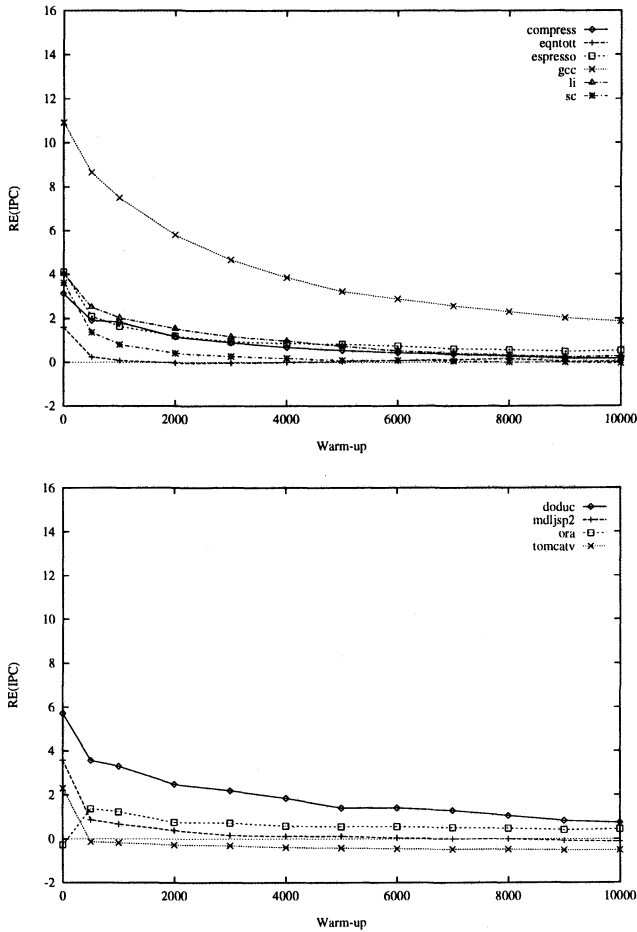 16
14
12
10
8
6
4
2
0
-2
RE(IPC)
compress
eqntott
espresso
gcc
li
sc
0 2000 4000 6000 8000 10000
Warm-up
16
14
12
10
8
6
4
2
0
-2
RE(IPC)
doduc
mdljsp2
ora
tomcatv
0 2000 4000 6000 8000 10000
Warm-up